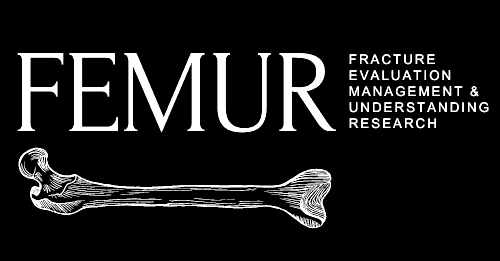 FEMUR
FRACTURE
EVALUATION
MANAGEMENT &
UNDERSTANDING
RESEARCH